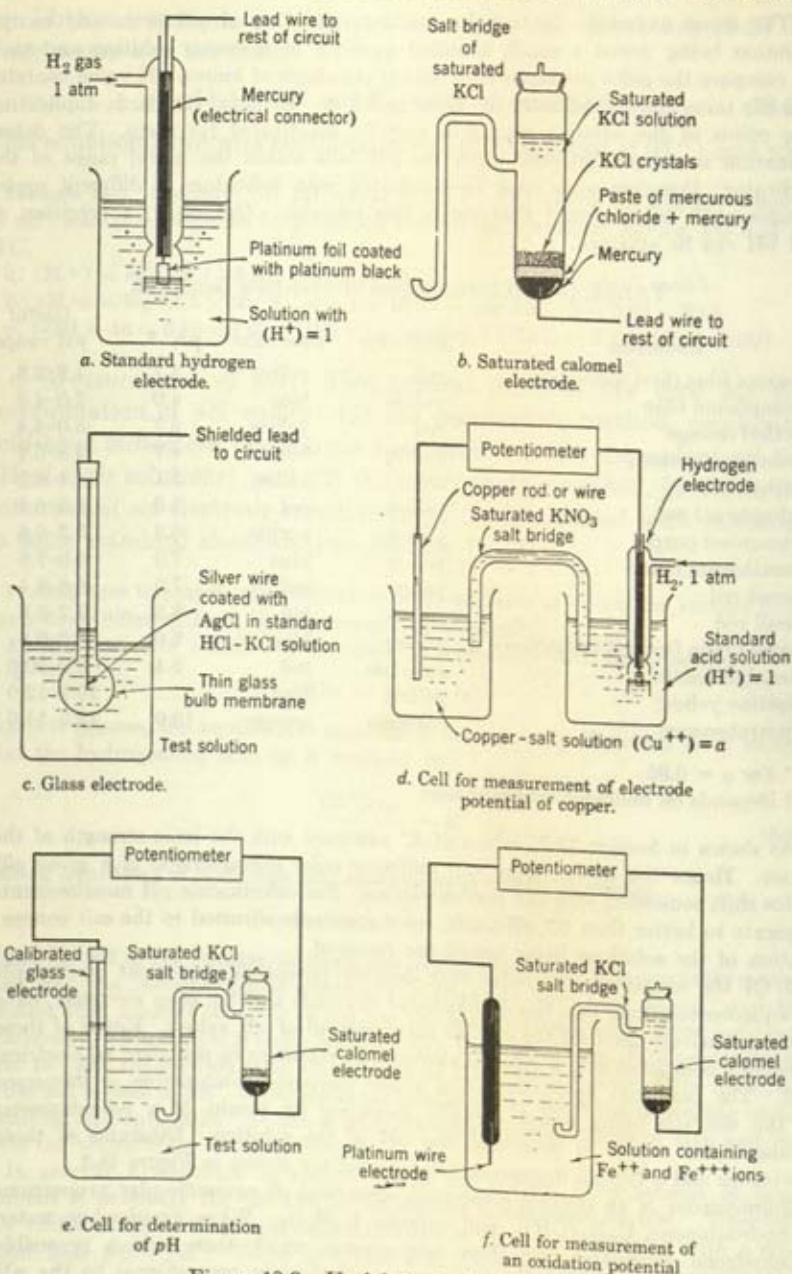 Lead wire to
rest of circuit
H₂ gas
1 atm
Mercury
(electrical connector)
Platinum foil coated
with platinum black
Solution with
(H⁺) = 1
a. Standard hydrogen
electrode.
Salt bridge
of
saturated
KCl
Saturated
KCl solution
KCl crystals
Paste of mercurous
chloride + mercury
Mercury
Lead wire to
rest of circuit
b. Saturated calomel
electrode.
Shielded lead
to circuit
Silver wire
coated with
AgCl in standard
HCl-KCl solution
Thin glass
bulb membrane
Test solution
c. Glass electrode.
Potentiometer
Copper rod or wire
Saturated KNO₃
salt bridge
Hydrogen
electrode
H₂, 1 atm
Standard
acid solution
(H⁺) = 1
Copper-salt solution (Cu⁺⁺) = a
d. Cell for measurement of electrode
potential of copper.
Potentiometer
Calibrated
glass
electrode
Saturated KCl
salt bridge
Saturated
calomel
electrode
Test solution
e. Cell for determination
of pH
Potentiometer
Saturated KCl
salt bridge
Saturated
calomel
electrode
Platinum wire
electrode
Solution containing
Fe⁺⁺ and Fe⁺⁺⁺ ions
f. Cell for measurement of
an oxidation potential